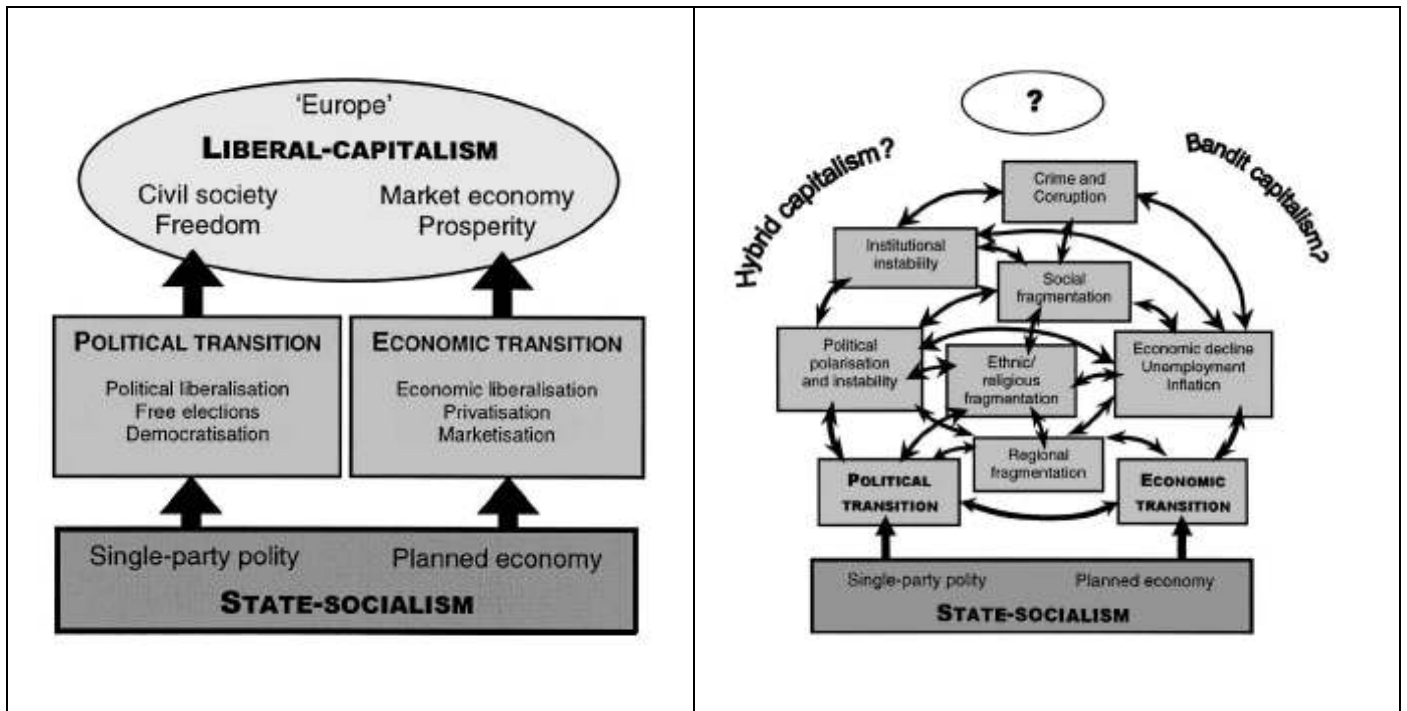 'Europe'
LIBERAL-CAPITALISM
Civil society
Freedom
Market economy
Prosperity
POLITICAL TRANSITION
Political liberalisation
Free elections
Democratisation
ECONOMIC TRANSITION
Economic liberalisation
Privatisation
Marketisation
Single-party polity
Planned economy
STATE-SOCIALISM
?
Hybrid capitalism?
Bandit capitalism?
Crime and
Corruption
Institutional
instability
Social
fragmentation
Political
polarisation
and instability
Ethnic/
religious
fragmentation
Economic decline
Unemployment
Inflation
Regional
fragmentation
POLITICAL
TRANSITION
ECONOMIC
TRANSITION
Single-party polity
Planned economy
STATE-SOCIALISM